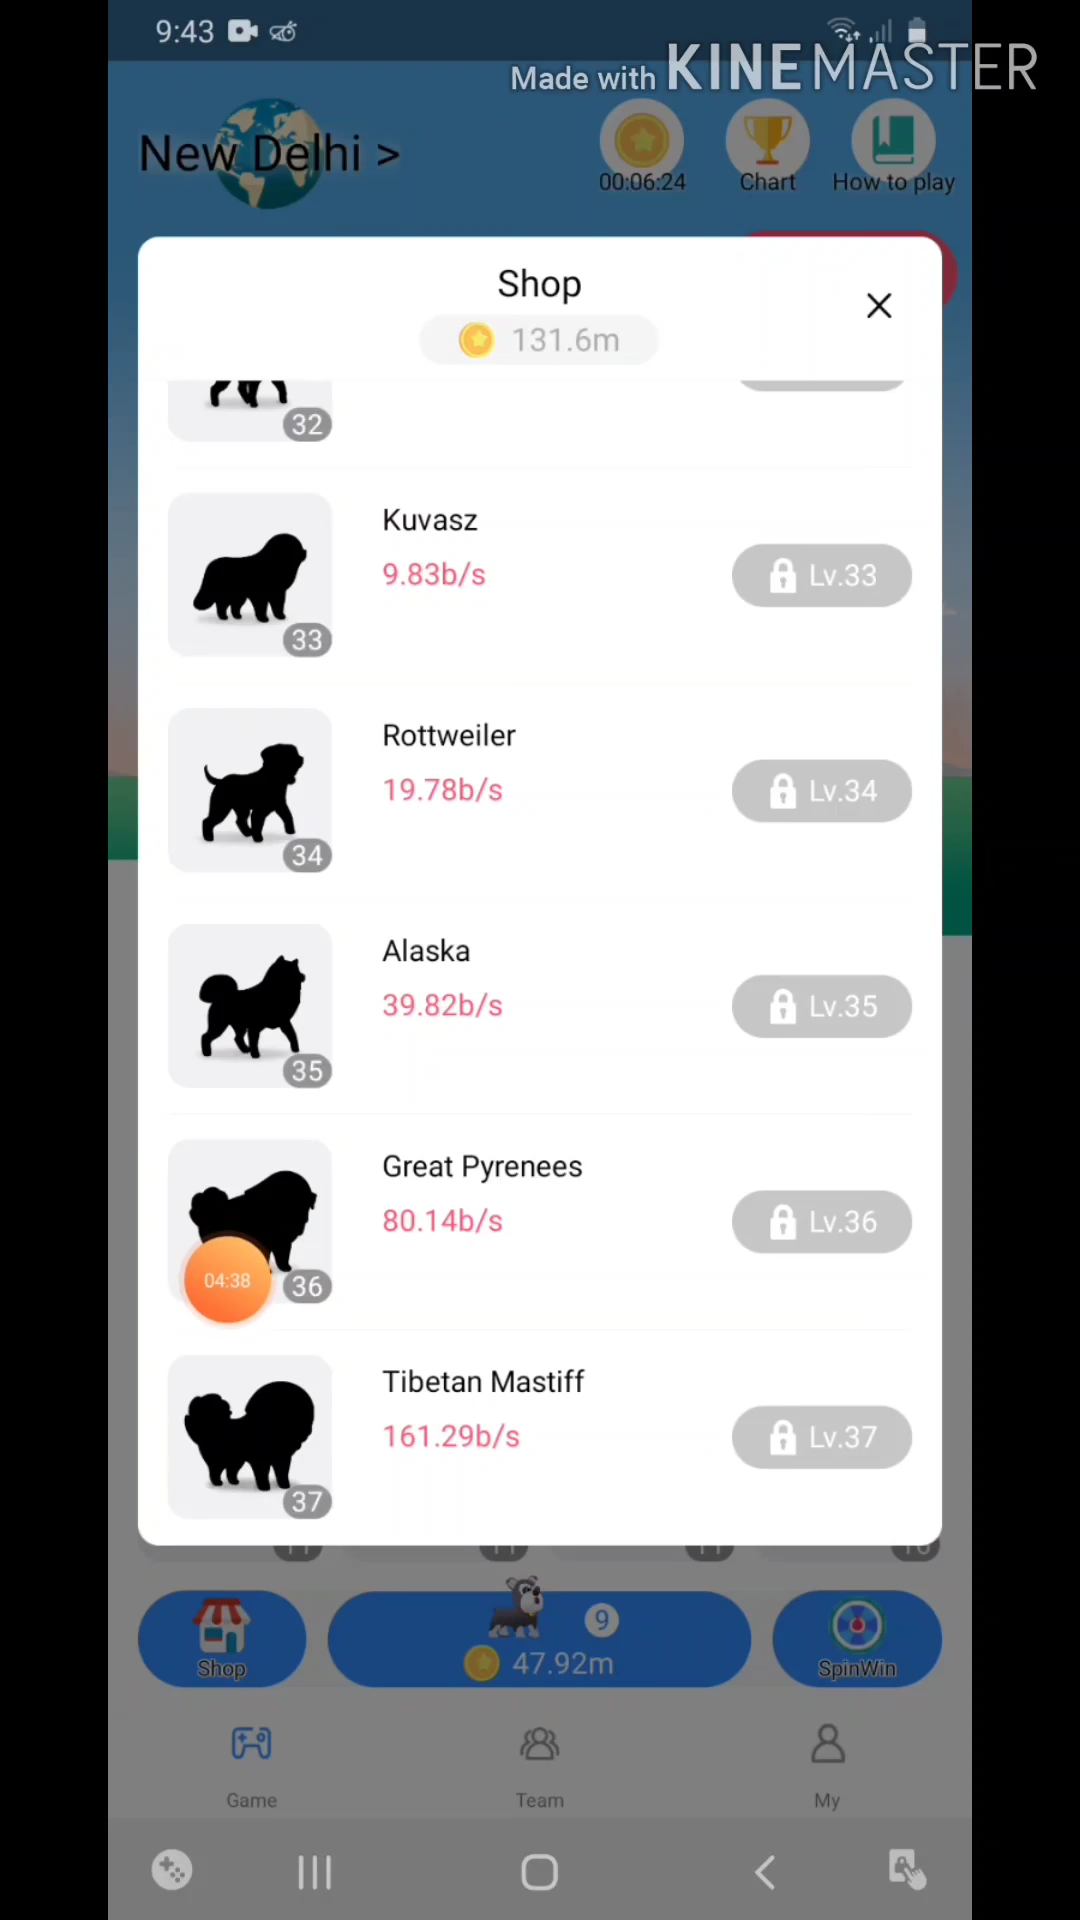 9:43
Made with KINEMASTER
New Delhi >
00:06:24
Chart
How to play
Shop
131.6m
32
Kuvasz
9.83b/s
Lv.33
33
Rottweiler
19.78b/s
Lv.34
34
Alaska
39.82b/s
Lv.35
35
Great Pyrenees
80.14b/s
Lv.36
04:38
36
Tibetan Mastiff
161.29b/s
Lv.37
37
Shop
9
47.92m
SpinWin
Game
Team
My